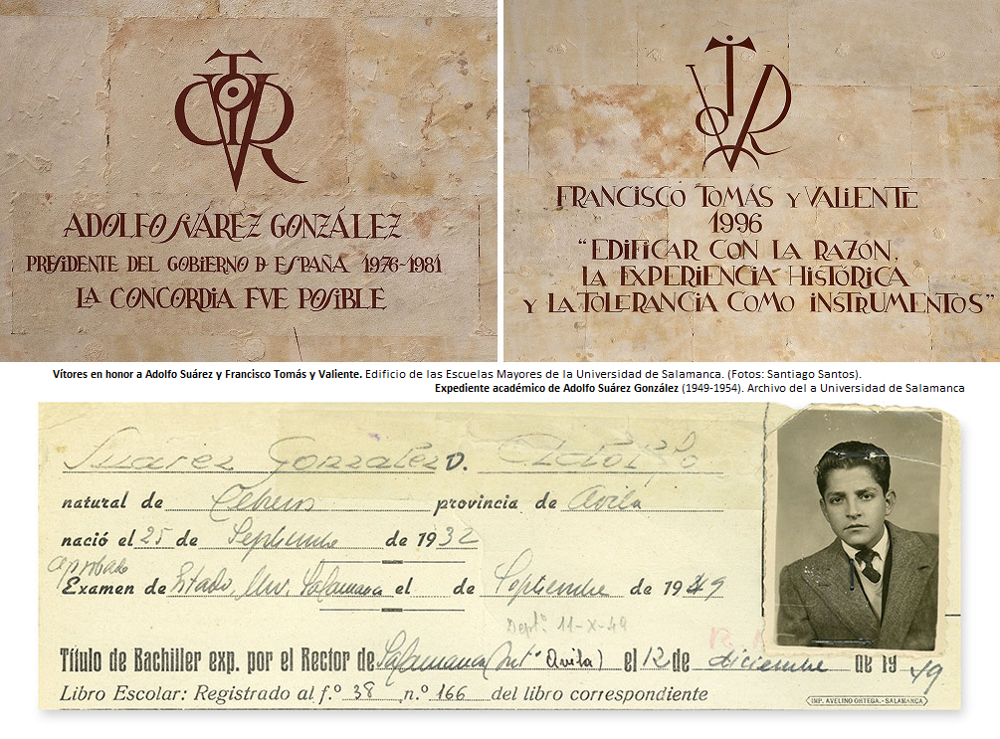 ADOLFO SUÁREZ GONZÁLEZ
PRESIDENTE DEL GOBIERNO D ESPAÑA 1976-1981
LA CONCORDIA FVE POSIBLE
FRANCISCO TOMÁS Y VALIENTE
1996
“EDIFICAR CON LA RAZÓN,
LA EXPERIENCIA HISTÓRICA
Y LA TOLERANCIA COMO INSTRUMENTOS”
Vítores en honor a Adolfo Suárez y Francisco Tomás y Valiente. Edificio de las Escuelas Mayores de la Universidad de Salamanca. (Fotos: Santiago Santos).
Expediente académico de Adolfo Suárez González (1949-1954). Archivo del a Universidad de Salamanca
Suárez González D. Adolfo
natural de Cebreros provincia de Avila
nació el 25 de Septiembre de 1932
aprobado
Examen de Estado, Univ. Salamanca el de Septiembre de 1949
Deptº 11-X-49
Título de Bachiller exp. por el Rector de Salamanca (Inttº Avila) el 12 de diciembre de 1949
Libro Escolar: Registrado al f.º 38, n.º 166 del libro correspondiente
IMP. AVELINO ORTEGA.-SALAMANCA